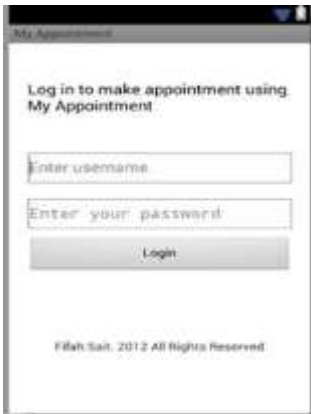 My Appointment
Log in to make appointment using
My Appointment
Enter username
Enter your password
Login
Sait. 2012 All Rights Reserved